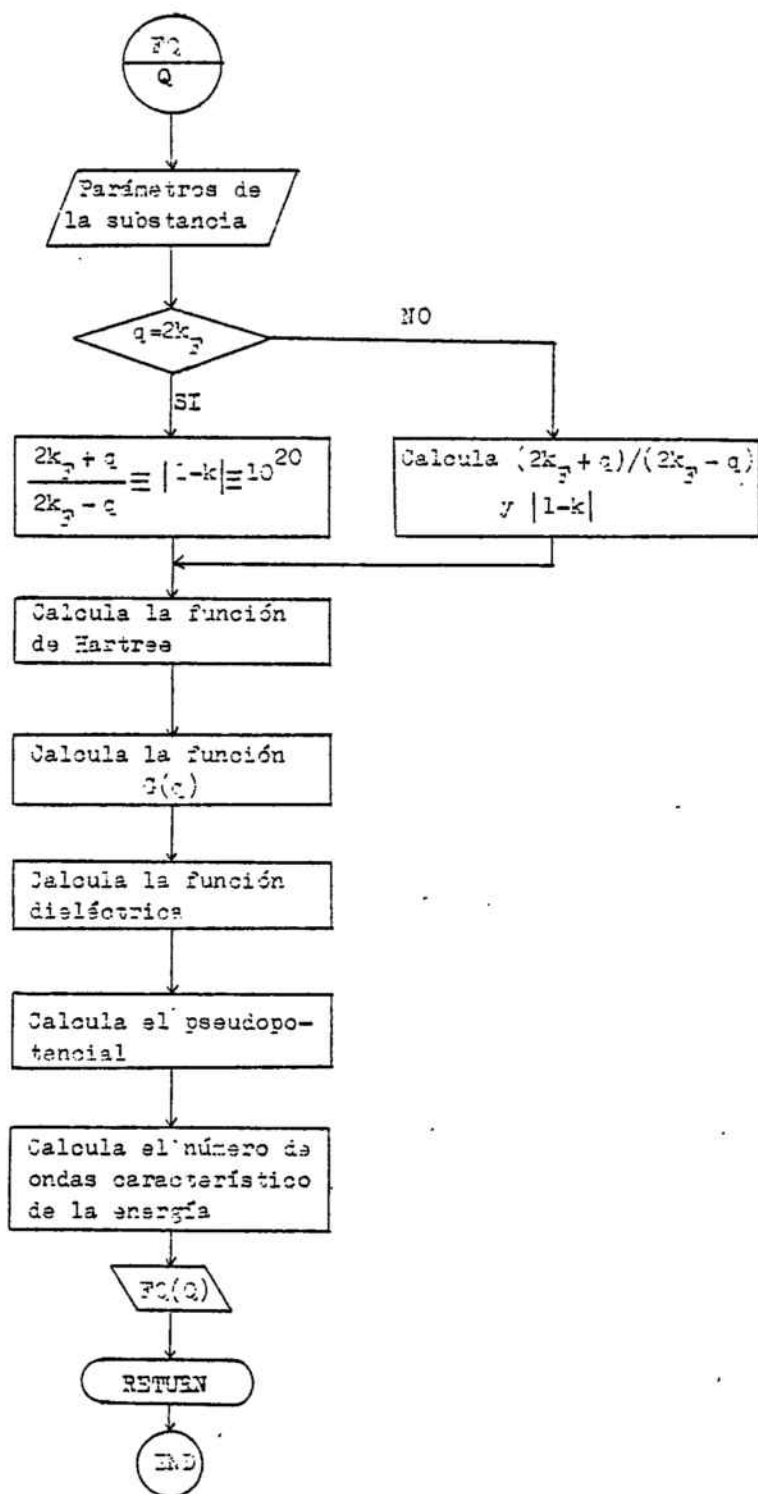 FQ
Q
Parámetros de
la substancia
q=2k_F
NO
SI
2k_F + q
2k_F - q
≡ |1-k| ≡ 10^20
Calcula (2k_F + q)/(2k_F - q)
y |1-k|
Calcula la función
de Hartree
Calcula la función
G(q)
Calcula la función
dieléctrica
Calcula el pseudopo-
tencial
Calcula el número de
ondas característico
de la energía
FQ(Q)
RETURN
END